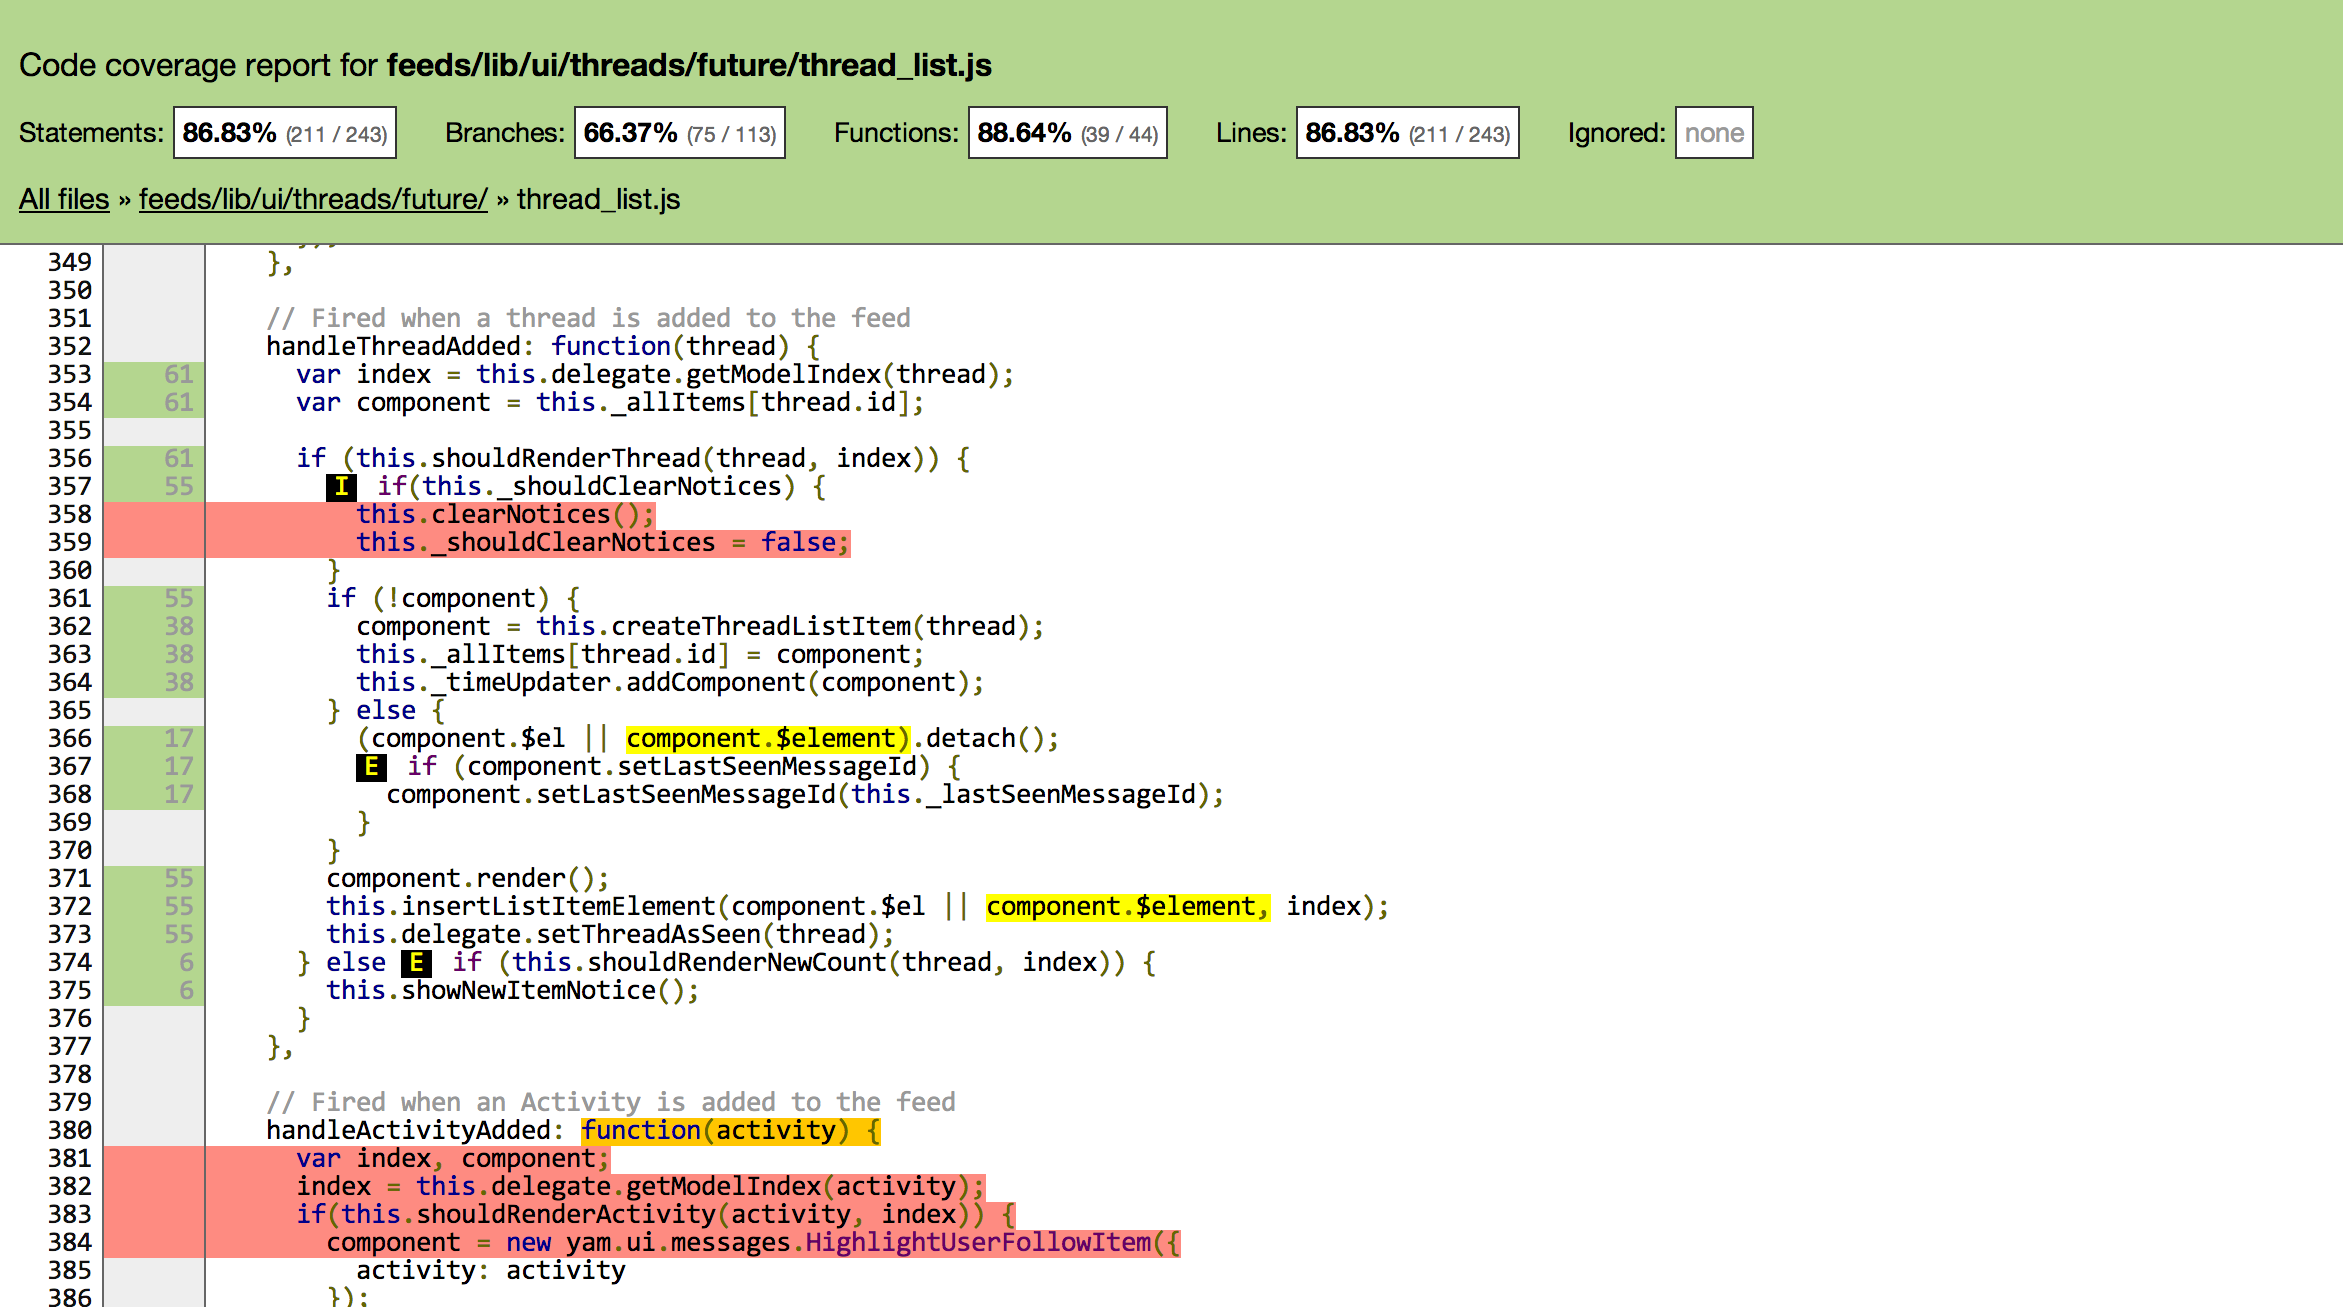 Code coverage report for feeds/lib/ui/threads/future/thread_list.js
Statements: 86.83% (211 / 243) Branches: 66.37% (75 / 113) Functions: 88.64% (39 / 44) Lines: 86.83% (211 / 243) Ignored: none
All files » feeds/lib/ui/threads/future/ » thread_list.js
349 },
350
351 // Fired when a thread is added to the feed
352 handleThreadAdded: function(thread) {
353 61 var index = this.delegate.getModelIndex(thread);
354 61 var component = this._allItems[thread.id];
355
356 61 if (this.shouldRenderThread(thread, index)) {
357 55 I if(this._shouldClearNotices) {
358 this.clearNotices();
359 this._shouldClearNotices = false;
360 }
361 55 if (!component) {
362 38 component = this.createThreadListItem(thread);
363 38 this._allItems[thread.id] = component;
364 38 this._timeUpdater.addComponent(component);
365 } else {
366 17 (component.$el || component.$element).detach();
367 17 E if (component.setLastSeenMessageId) {
368 17 component.setLastSeenMessageId(this._lastSeenMessageId);
369 }
370 }
371 55 component.render();
372 55 this.insertListItemElement(component.$el || component.$element, index);
373 55 this.delegate.setThreadAsSeen(thread);
374 6 } else E if (this.shouldRenderNewCount(thread, index)) {
375 6 this.showNewItemNotice();
376 }
377 },
378
379 // Fired when an Activity is added to the feed
380 handleActivityAdded: function(activity) {
381 var index, component;
382 index = this.delegate.getModelIndex(activity);
383 if(this.shouldRenderActivity(activity, index)) {
384 component = new yam.ui.messages.HighlightUserFollowItem({
385 activity: activity
386 });